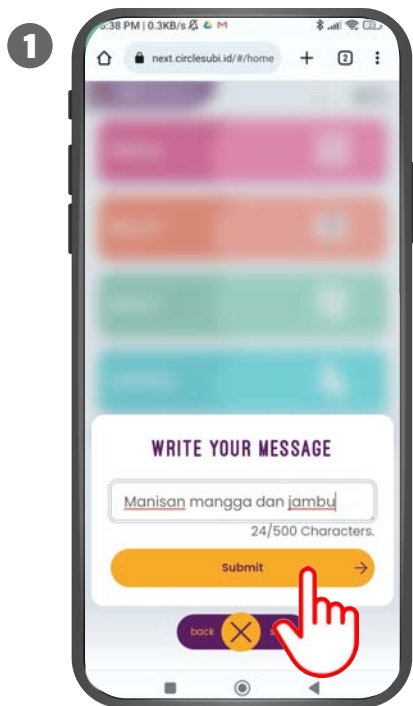 1
5:38 PM | 0.3KB/s
next.circlesubi.id/#/home
2
WRITE YOUR MESSAGE
Manisan mangga dan jambu
24/500 Characters.
Submit
back